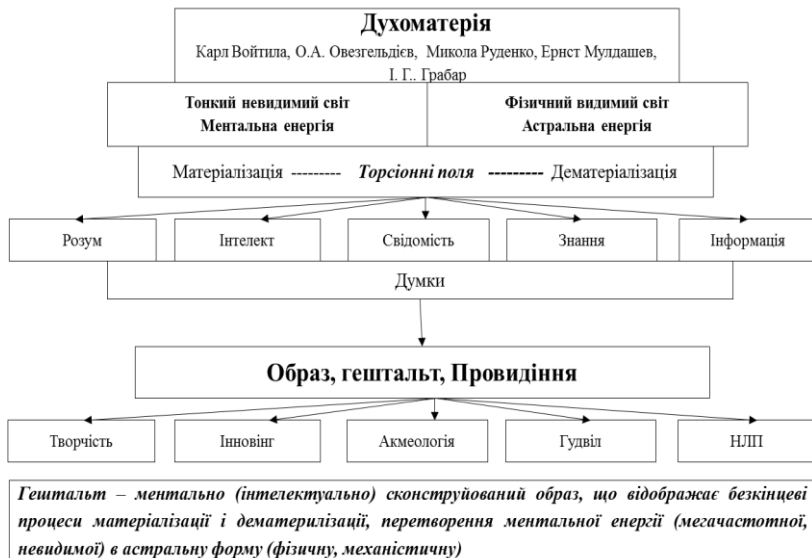 Духоматерія
Карл Войтила, О.А. Овезгельдієв, Микола Руденко, Ернст Мулдашев,
І. Г.. Грабар
Тонкий невидимий світ
Ментальна енергія
Фізичний видимий світ
Астральна енергія
Матеріалізація --------- Торсіонні поля --------- Дематеріалізація
Розум
Інтелект
Свідомість
Знання
Інформація
Думки
Образ, гештальт, Провидіння
Творчість
Інновінг
Акмеологія
Гудвіл
НЛП
Гештальт – ментально (інтелектуально) сконструйований образ, що відображає безкінцеві
процеси матеріалізації і дематерилізації, перетворення ментальної енергії (мегачастотної,
невидимої) в астральну форму (фізичну, механістичну)